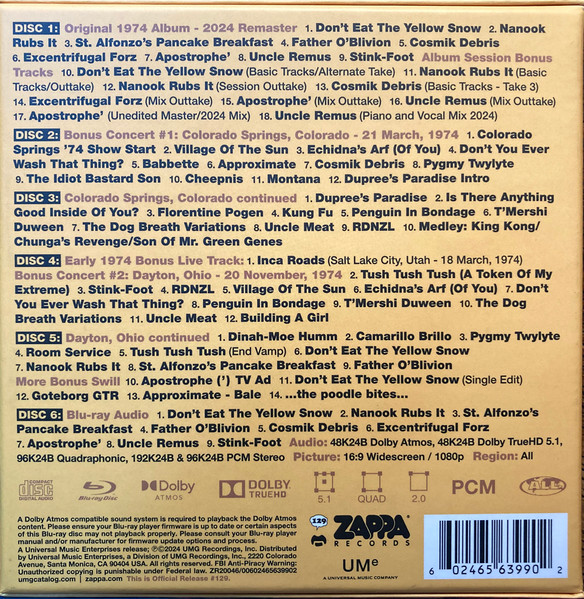 DISC 1: Original 1974 Album - 2024 Remaster 1. Don't Eat The Yellow Snow 2. Nanook
Rubs It 3. St. Alfonzo's Pancake Breakfast 4. Father O'Blivion 5. Cosmik Debris
6. Excentrifugal Forz 7. Apostrophe' 8. Uncle Remus 9. Stink-Foot Album Session Bonus
Tracks 10. Don't Eat The Yellow Snow (Basic Tracks/Alternate Take) 11. Nanook Rubs It (Basic
Tracks/Outtake) 12. Nanook Rubs It (Session Outtake) 13. Cosmik Debris (Basic Tracks - Take 3)
14. Excentrifugal Forz (Mix Outtake) 15. Apostrophe' (Mix Outtake) 16. Uncle Remus (Mix Outtake)
17. Apostrophe' (Unedited Master/2024 Mix) 18. Uncle Remus (Piano and Vocal Mix 2024)
DISC 2: Bonus Concert #1: Colorado Springs, Colorado - 21 March, 1974 1. Colorado
Springs '74 Show Start 2. Village Of The Sun 3. Echidna's Arf (Of You) 4. Don't You Ever
Wash That Thing? 5. Babbette 6. Approximate 7. Cosmik Debris 8. Pygmy Twylyte
9. The Idiot Bastard Son 10. Cheepnis 11. Montana 12. Dupree's Paradise Intro
DISC 3: Colorado Springs, Colorado continued 1. Dupree's Paradise 2. Is There Anything
Good Inside Of You? 3. Florentine Pogen 4. Kung Fu 5. Penguin In Bondage 6. T'Mershi
Duween 7. The Dog Breath Variations 8. Uncle Meat 9. RDNZL 10. Medley: King Kong/
Chunga's Revenge/Son Of Mr. Green Genes
DISC 4: Early 1974 Bonus Live Track: 1. Inca Roads (Salt Lake City, Utah - 18 March, 1974)
Bonus Concert #2: Dayton, Ohio - 20 November, 1974 2. Tush Tush Tush (A Token Of My
Extreme) 3. Stink-Foot 4. RDNZL 5. Village Of The Sun 6. Echidna's Arf (Of You) 7. Don't
You Ever Wash That Thing? 8. Penguin In Bondage 9. T'Mershi Duween 10. The Dog
Breath Variations 11. Uncle Meat 12. Building A Girl
DISC 5: Dayton, Ohio continued 1. Dinah-Moe Humm 2. Camarillo Brillo 3. Pygmy Twylyte
4. Room Service 5. Tush Tush Tush (End Vamp) 6. Don't Eat The Yellow Snow
7. Nanook Rubs It 8. St. Alfonzo's Pancake Breakfast 9. Father O'Blivion
More Bonus Swill 10. Apostrophe (') TV Ad 11. Don't Eat The Yellow Snow (Single Edit)
12. Goteborg GTR 13. Approximate - Bale 14. ...the poodle bites...
DISC 6: Blu-ray Audio 1. Don't Eat The Yellow Snow 2. Nanook Rubs It 3. St. Alfonzo's
Pancake Breakfast 4. Father O'Blivion 5. Cosmik Debris 6. Excentrifugal Forz
7. Apostrophe' 8. Uncle Remus 9. Stink-Foot Audio: 48K24B Dolby Atmos, 48K24B Dolby TrueHD 5.1,
96K24B Quadraphonic, 192K24B & 96K24B PCM Stereo Picture: 16:9 Widescreen / 1080p Region: All
COMPACT disc DIGITAL AUDIO Blu-ray Disc Dolby ATMOS DOLBY TRUEHD 5.1 QUAD 2.0 PCM ALL
A Dolby Atmos compatible sound system is required to playback the Dolby Atmos
content. Please ensure your Blu-ray player firmware is up to date or certain aspects
of this Blu-ray disc may not playback properly. Please consult your Blu-ray player
manual and/or manufacturer for firmware update options and process.
A Universal Music Enterprises release; ℗©2024 UMG Recordings, Inc. Distributed
by Universal Music Enterprises, a Division of UMG Recordings, Inc., 2220 Colorado
Avenue, Santa Monica, CA 90404 USA. All rights reserved. FBI Anti-Piracy Warning:
Unauthorized copying is punishable under Federal law. ZR20046/00602465639902
umgcatalog.com | zappa.com This is Official Release #129.
129
ZAPPA
RECORDS
UMe
A UNIVERSAL MUSIC COMPANY
6 02465 63990 2